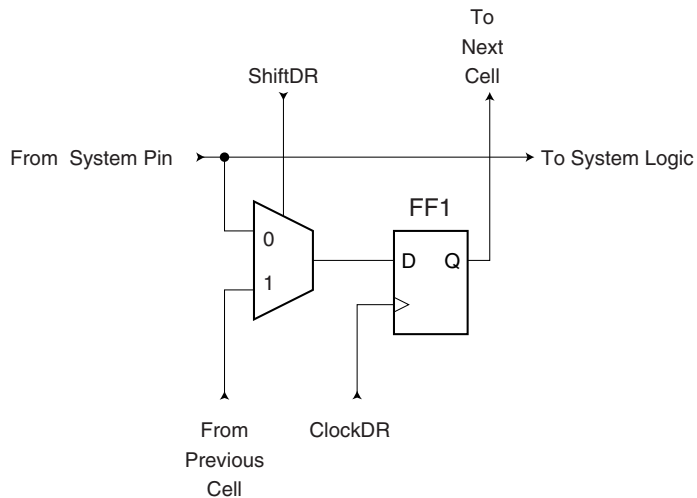 To
Next
Cell
ShiftDR
From System Pin
To System Logic
FF1
0
D Q
1
From
Previous
Cell
ClockDR